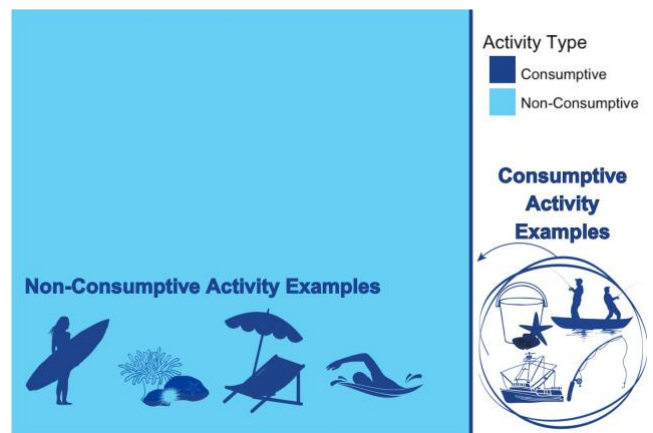 Activity Type
Consumptive
Non-Consumptive
Consumptive
Activity
Examples
Non-Consumptive Activity Examples